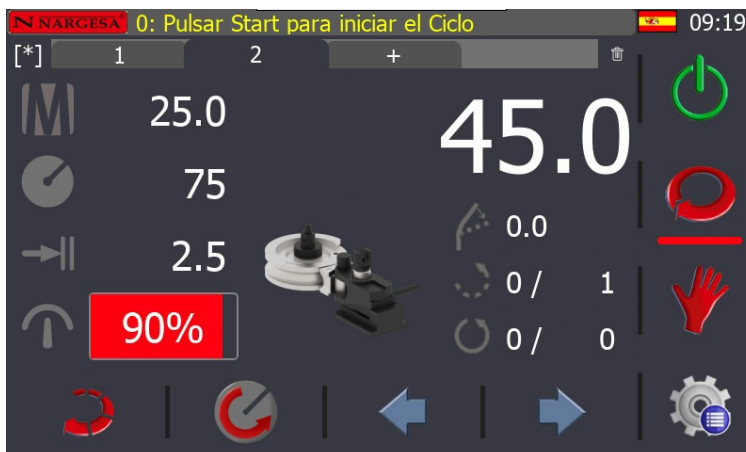 N NARGESA® 0: Pulsar Start para iniciar el Ciclo 09:19
[*] 1 2 +
25.0
45.0
75
0.0
2.5
0 / 1
90%
0 / 0